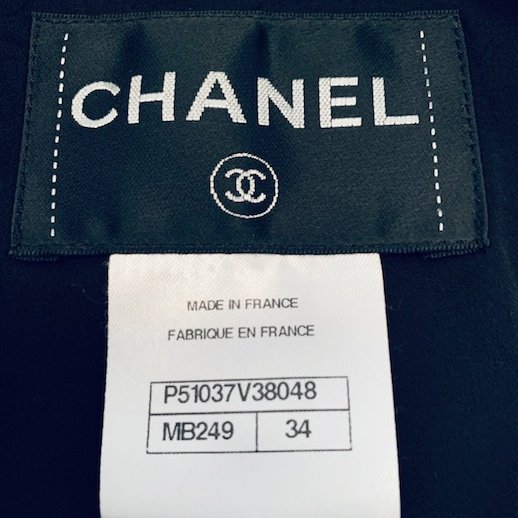 CHANEL
MADE IN FRANCE
FABRIQUE EN FRANCE
P51037V38048
MB249 34